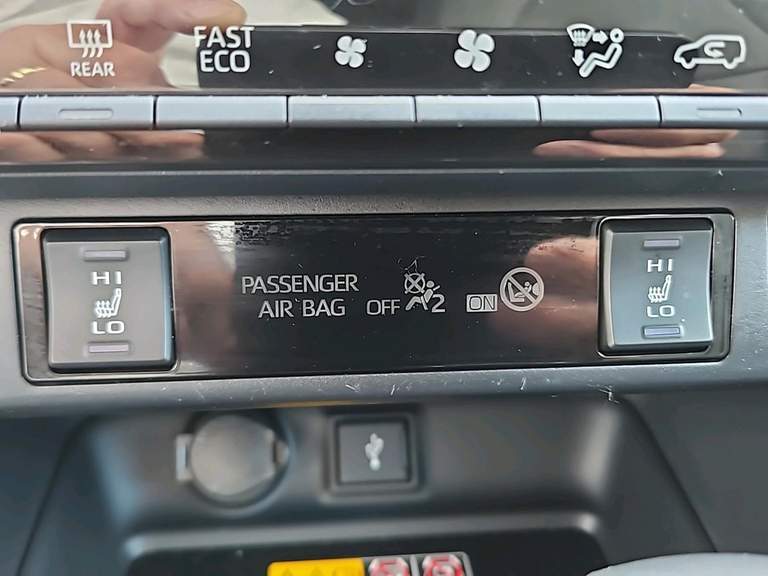 REAR
FAST
ECO
HI
LO
PASSENGER
AIR BAG OFF 2 ON
HI
LO